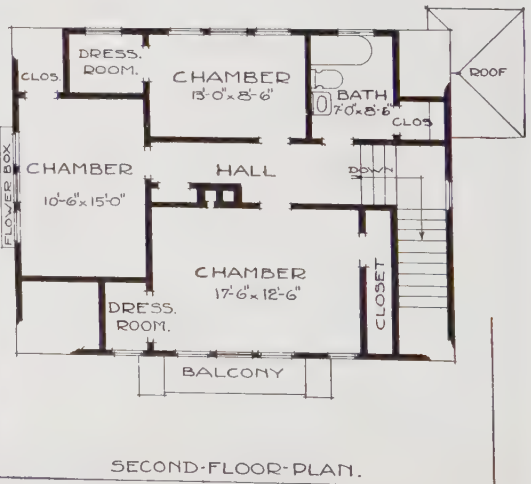 DRESS.
ROOM.
CLOS.
CHAMBER
13'-0"x8'-6"
BATH
7'-0"x8'-6"
CLOS
ROOF
FLOWER BOX
CHAMBER
10'-6"x15'-0"
HALL
DOWN
CHAMBER
17'-6"x12'-6"
CLOSET
DRESS.
ROOM.
BALCONY
SECOND-FLOOR-PLAN.